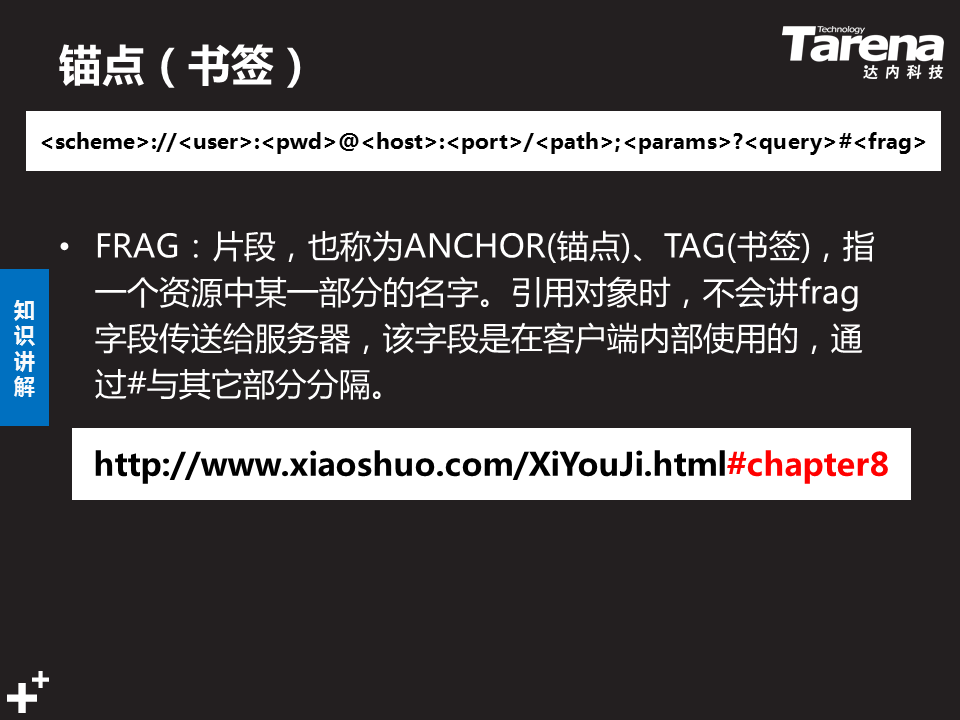 锚点（书签）
Technology
Tarena
达内科技
<scheme>://<user>:<pwd>@<host>:<port>/<path>;<params>?<query>#<frag>
• FRAG：片段，也称为ANCHOR(锚点)、TAG(书签)，指
一个资源中某一部分的名字。引用对象时，不会讲frag
字段传送给服务器，该字段是在客户端内部使用的，通
过#与其它部分分隔。
知
识
讲
解
http://www.xiaoshuo.com/XiYouJi.html#chapter8